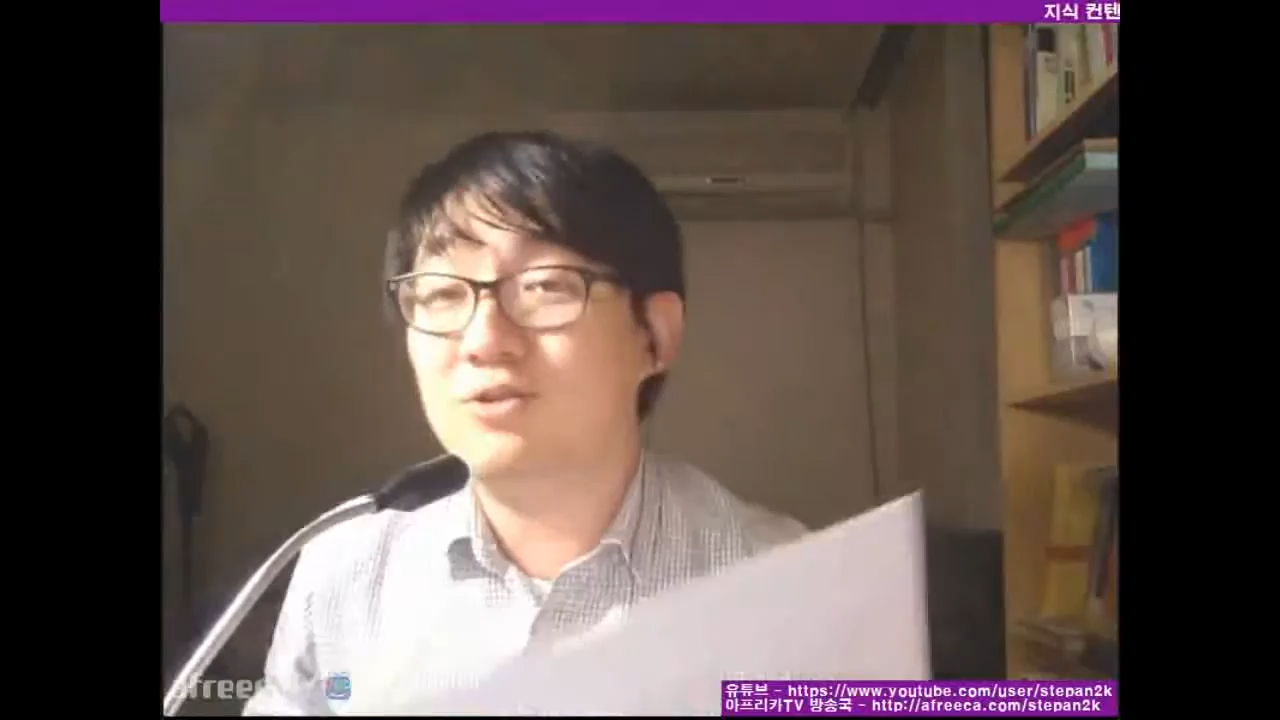 지식 컨텐
afreeca
유튜브 - https://www.youtube.com/user/stepan2k
아프리카TV 방송국 - http://afreeca.com/stepan2k